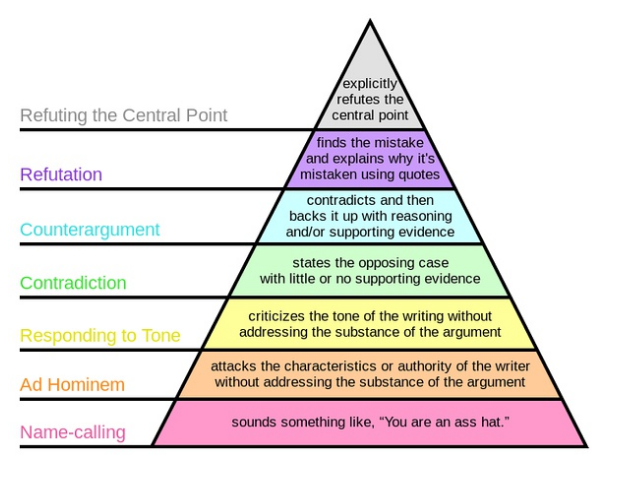 explicitly
refutes the
central point
Refuting the Central Point
finds the mistake
and explains why it's
mistaken using quotes
Refutation
contradicts and then
backs it up with reasoning
and/or supporting evidence
Counterargument
states the opposing case
with little or no supporting evidence
Contradiction
criticizes the tone of the writing without
addressing the substance of the argument
Responding to Tone
attacks the characteristics or authority of the writer
without addressing the substance of the argument
Ad Hominem
sounds something like, “You are an ass hat.”
Name-calling